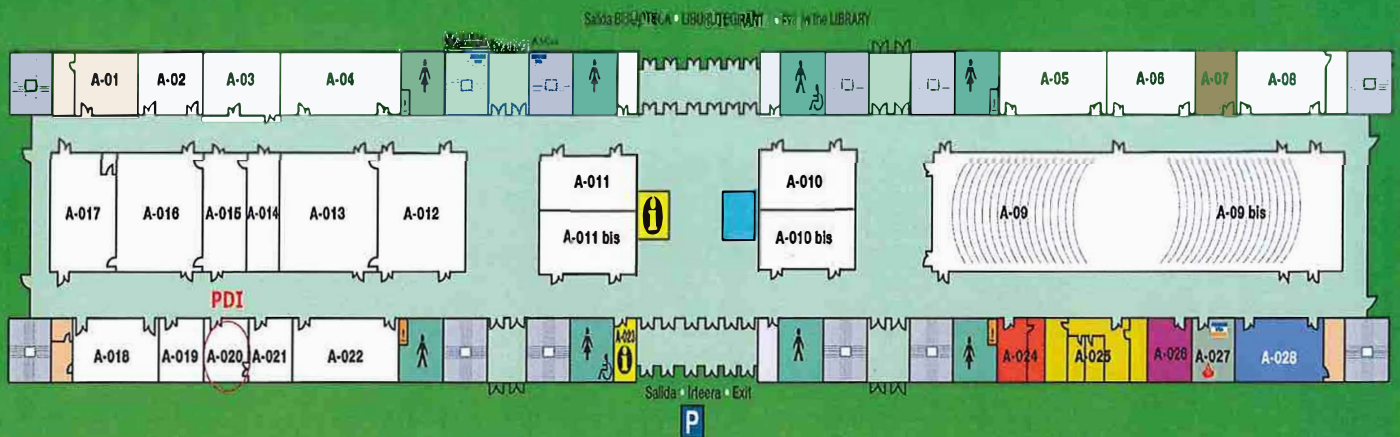 Salida BIBLIOTECA • • Exit in the LIBRARY
A-01 A-02 A-03 A-04 A-05 A-06 A-07 A-08
A-017 A-016 A-015 A-014 A-013 A-012
A-011
A-011 bis
A-010
A-010 bis
A-09 A-09 bis
PDI
A-018 A-019 A-020 A-021 A-022
A-023
A-024 A-025 A-026 A-027 A-028
Salida • Irteera • Exit
P